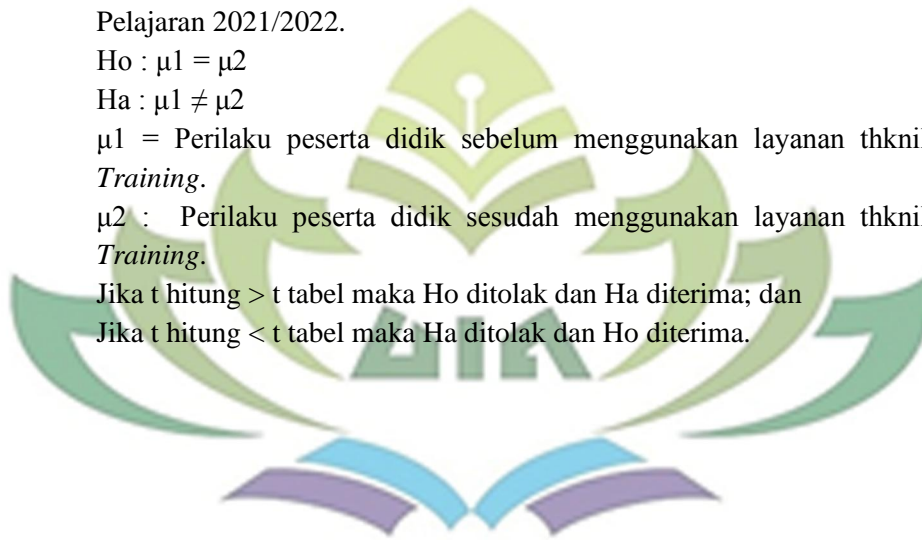 Pelajaran 2021/2022.
Ho : μ1 = μ2
Ha : μ1 ≠ μ2
μ1 = Perilaku peserta didik sebelum menggunakan layanan
Training.
μ2 : Perilaku peserta didik sesudah menggunakan layanan
Training.
Jika t hitung > t tabel maka Ho ditolak dan Ha diterima; dan
Jika t hitung < t tabel maka Ha ditolak dan Ho diterima.